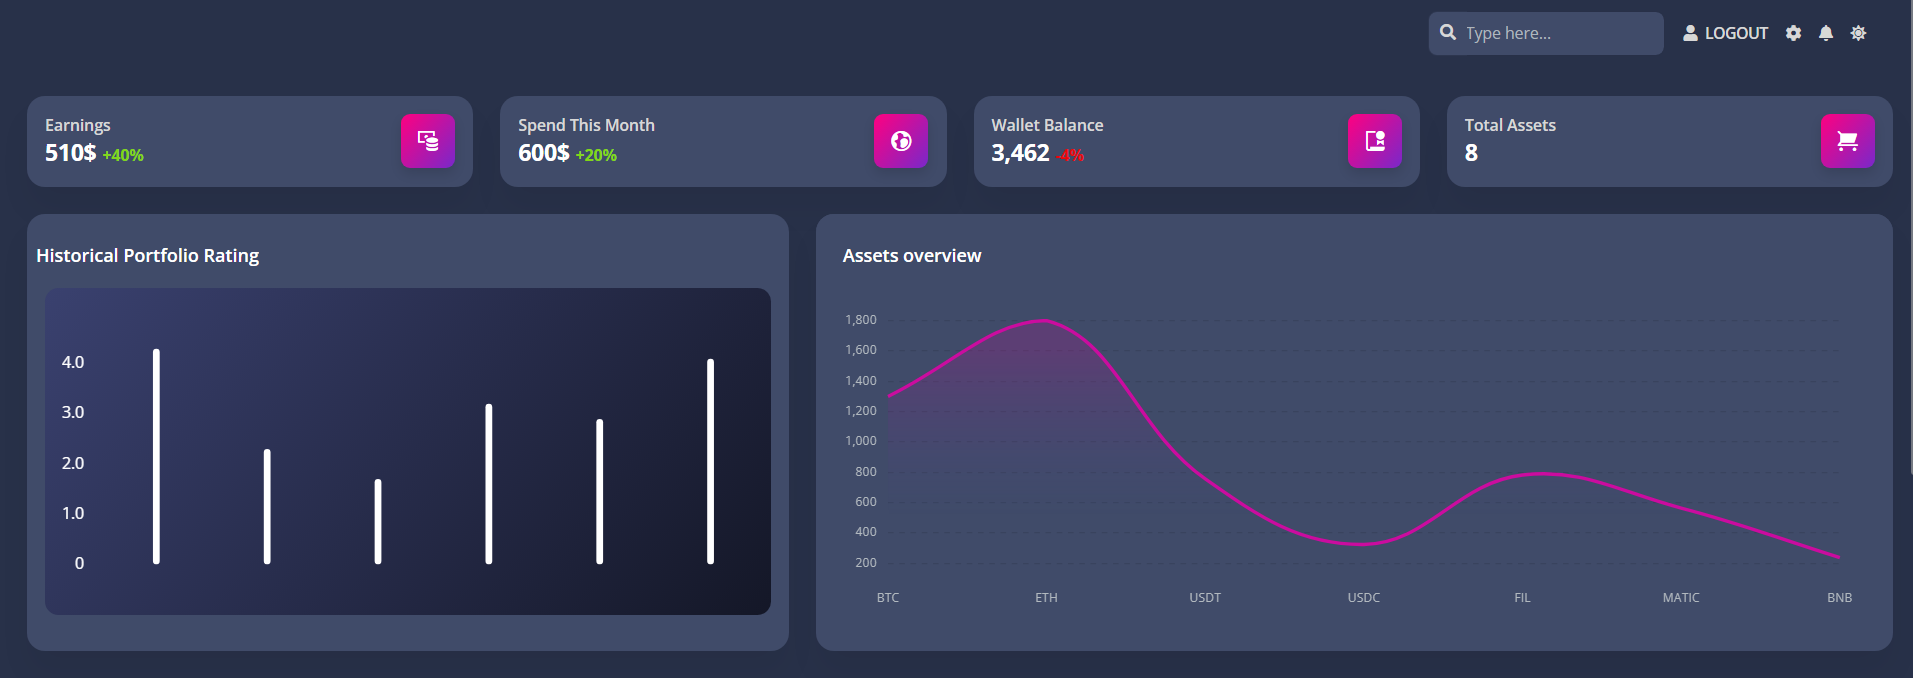 Type here...
LOGOUT
Earnings
510$ +40%
Spend This Month
600$ +20%
Wallet Balance
3,462 -4%
Total Assets
8
Historical Portfolio Rating
4.0
3.0
2.0
1.0
0
Assets overview
1,800
1,600
1,400
1,200
1,000
800
600
400
200
BTC ETH USDT USDC FIL MATIC BNB